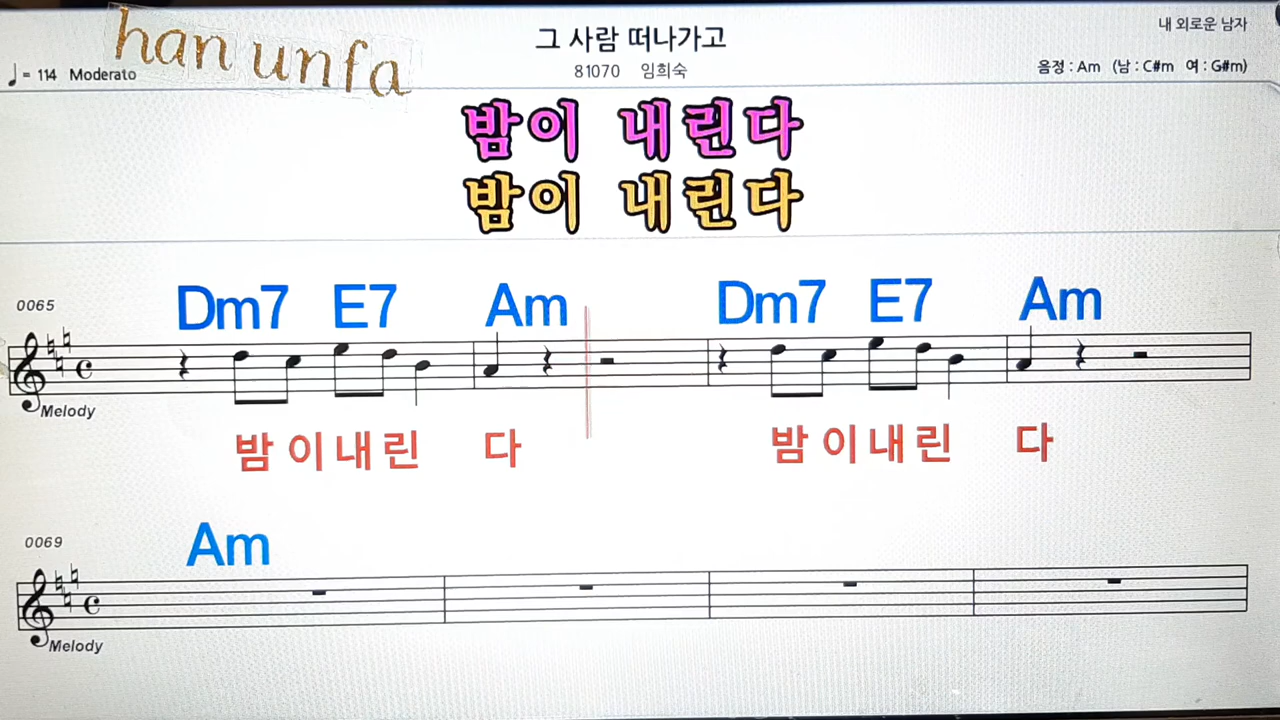 han unfa
그 사람 떠나가고
내 외로운 남자
♩= 114 Moderato
81070 임희숙
음정 : Am (남 : C#m 여 : G#m)
밤이 내린다
밤이 내린다
0065
Dm7 E7 Am Dm7 E7 Am
Melody
밤 이 내 린 다 밤 이 내 린 다
0069
Am
Melody